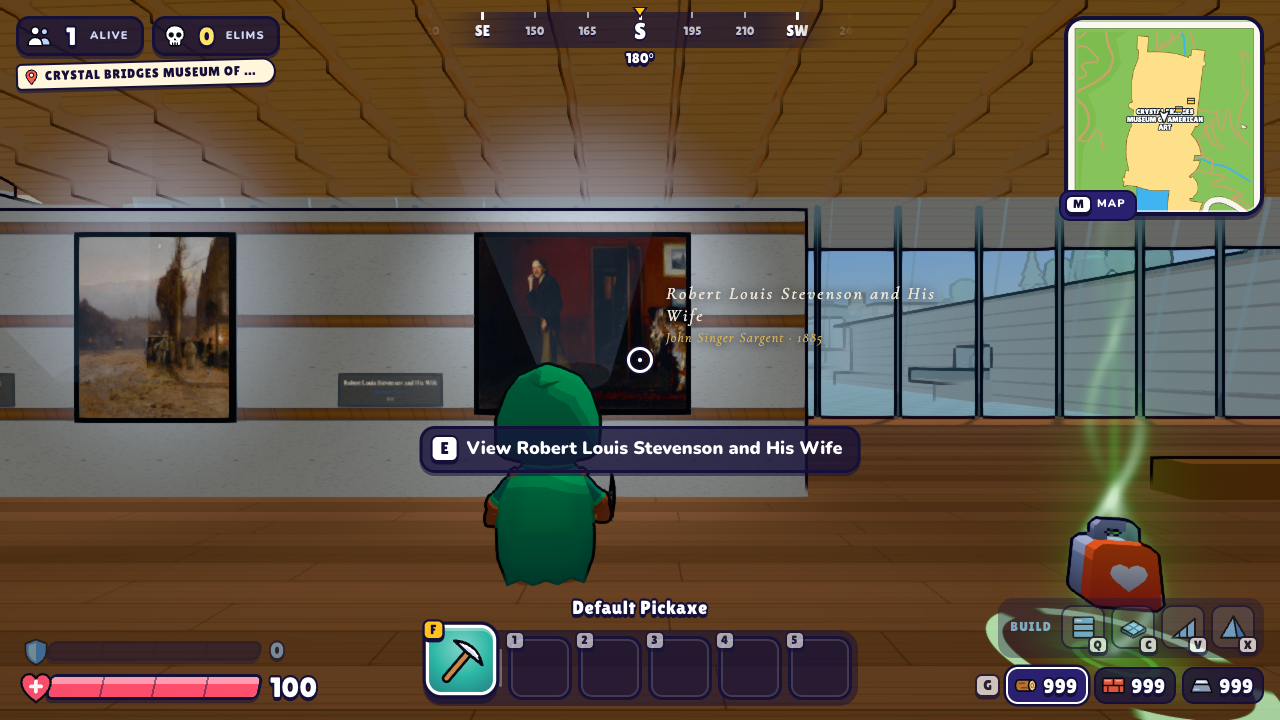 1 ALIVE
0 ELIMS
CRYSTAL BRIDGES MUSEUM OF ...
SE 150 165 S 195 210 SW
180°
CRYSTAL BRIDGES
MUSEUM OF AMERICAN
ART
M MAP
Robert Louis Stevenson and His
Wife
John Singer Sargent · 1885
Robert Louis Stevenson and His Wife
E View Robert Louis Stevenson and His Wife
Default Pickaxe
F 1 2 3 4 5
0
100
BUILD Q C V X
G 999 999 999